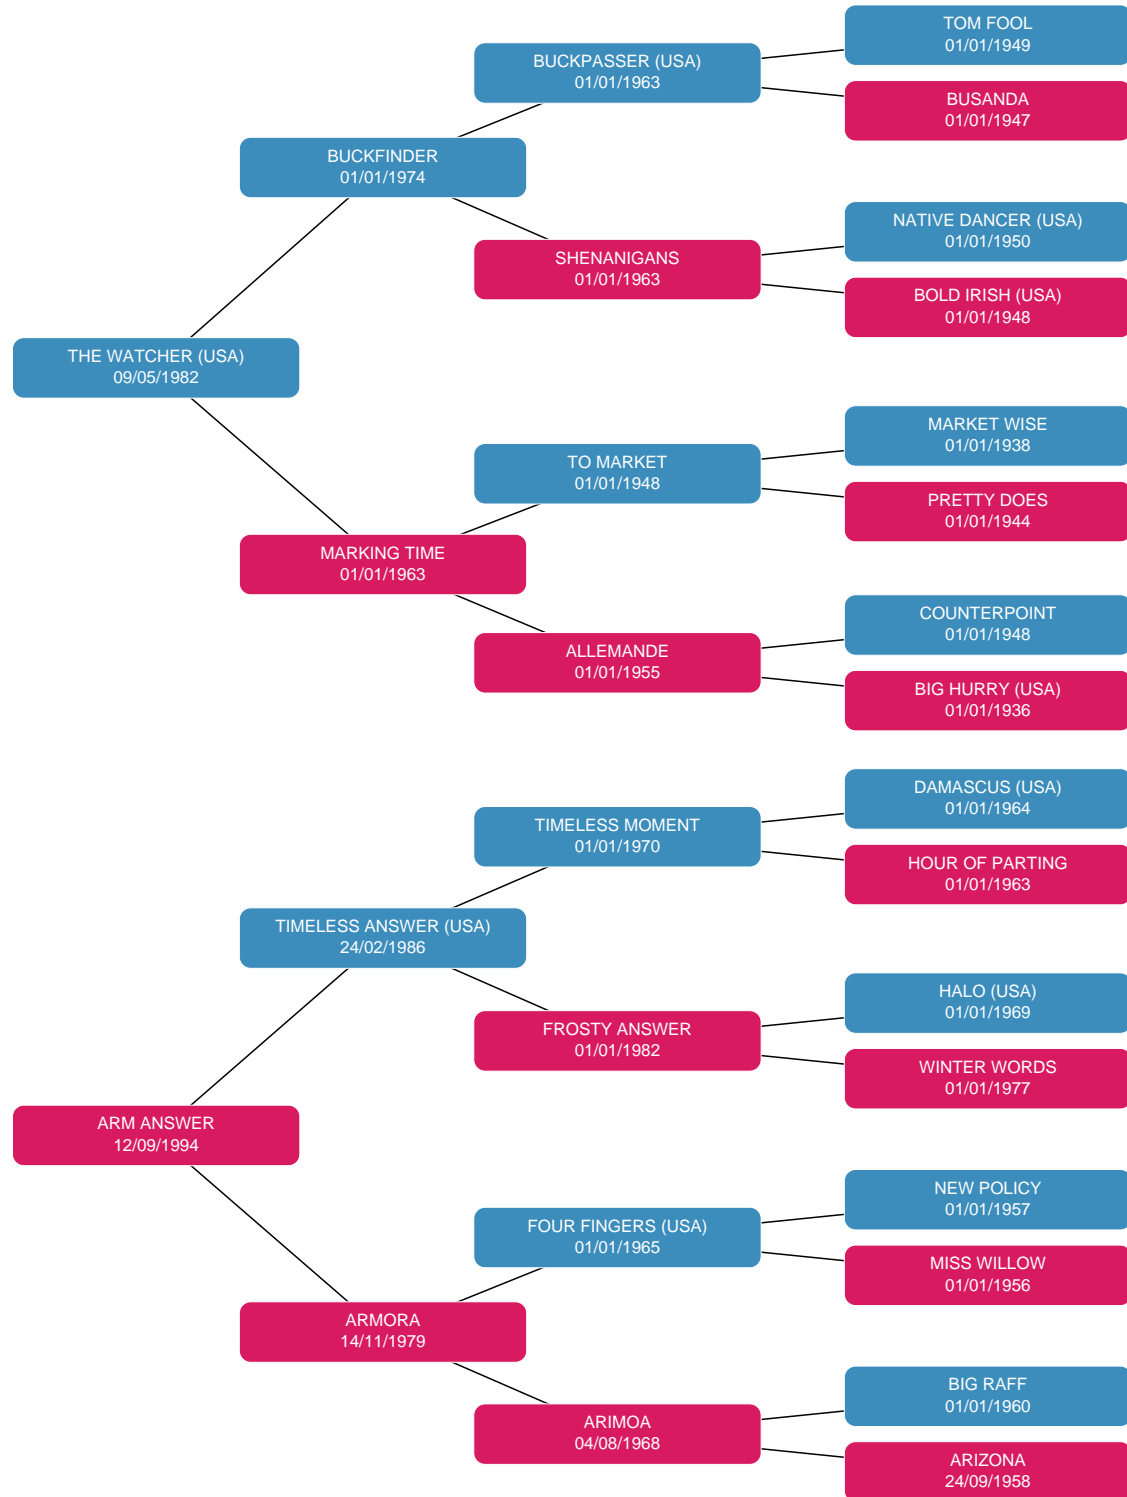 TOM FOOL
01/01/1949
BUCKPASSER (USA)
01/01/1963
BUSANDA
01/01/1947
BUCKFINDER
01/01/1974
NATIVE DANCER (USA)
01/01/1950
SHENANIGANS
01/01/1963
BOLD IRISH (USA)
01/01/1948
THE WATCHER (USA)
09/05/1982
MARKET WISE
01/01/1938
TO MARKET
01/01/1948
PRETTY DOES
01/01/1944
MARKING TIME
01/01/1963
COUNTERPOINT
01/01/1948
ALLEMANDE
01/01/1955
BIG HURRY (USA)
01/01/1936
DAMASCUS (USA)
01/01/1964
TIMELESS MOMENT
01/01/1970
HOUR OF PARTING
01/01/1963
TIMELESS ANSWER (USA)
24/02/1986
HALO (USA)
01/01/1969
FROSTY ANSWER
01/01/1982
WINTER WORDS
01/01/1977
ARM ANSWER
12/09/1994
NEW POLICY
01/01/1957
FOUR FINGERS (USA)
01/01/1965
MISS WILLOW
01/01/1956
ARMORA
14/11/1979
BIG RAFF
01/01/1960
ARIMOA
04/08/1968
ARIZONA
24/09/1958